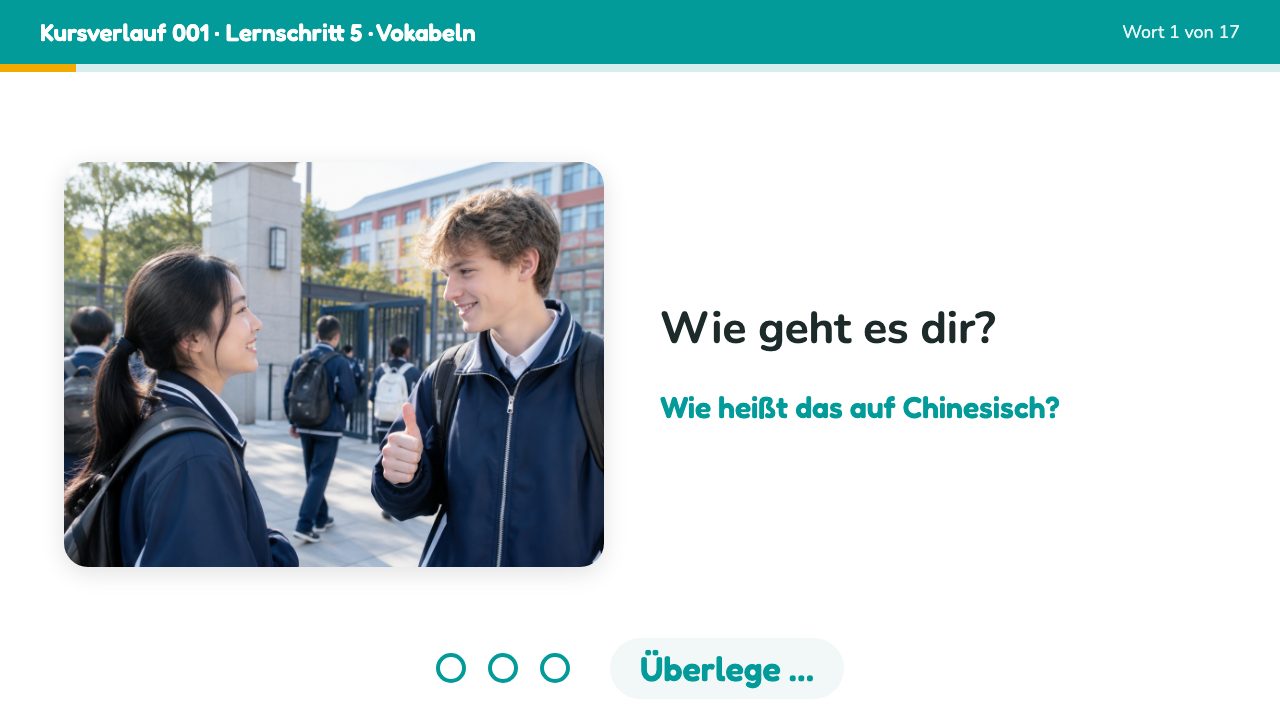 Kursverlauf 001 · Lernschritt 5 · Vokabeln
Wort 1 von 17
Wie geht es dir?
Wie heißt das auf Chinesisch?
Überlege ...